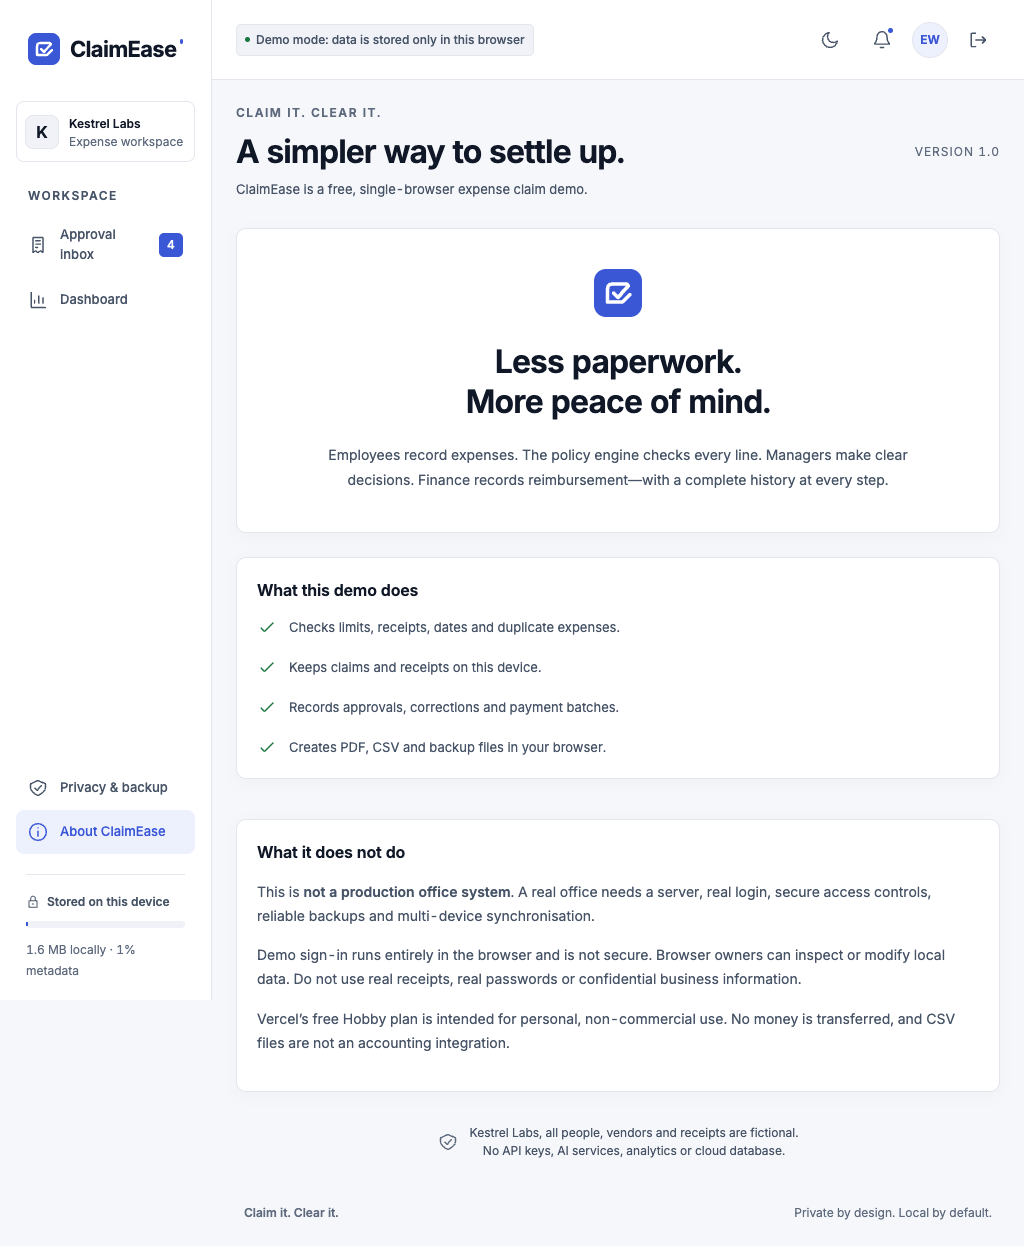 ClaimEase
K
Kestrel Labs
Expense workspace
WORKSPACE
Approval
inbox
4
Dashboard
Privacy & backup
About ClaimEase
Stored on this device
1.6 MB locally · 1%
metadata
Demo mode: data is stored only in this browser
EW
CLAIM IT. CLEAR IT.
A simpler way to settle up.
VERSION 1.0
ClaimEase is a free, single-browser expense claim demo.
Less paperwork.
More peace of mind.
Employees record expenses. The policy engine checks every line. Managers make clear
decisions. Finance records reimbursement—with a complete history at every step.
What this demo does
Checks limits, receipts, dates and duplicate expenses.
Keeps claims and receipts on this device.
Records approvals, corrections and payment batches.
Creates PDF, CSV and backup files in your browser.
What it does not do
This is not a production office system. A real office needs a server, real login, secure access controls,
reliable backups and multi-device synchronisation.
Demo sign-in runs entirely in the browser and is not secure. Browser owners can inspect or modify local
data. Do not use real receipts, real passwords or confidential business information.
Vercel’s free Hobby plan is intended for personal, non-commercial use. No money is transferred, and CSV
files are not an accounting integration.
Kestrel Labs, all people, vendors and receipts are fictional.
No API keys, AI services, analytics or cloud database.
Claim it. Clear it.
Private by design. Local by default.